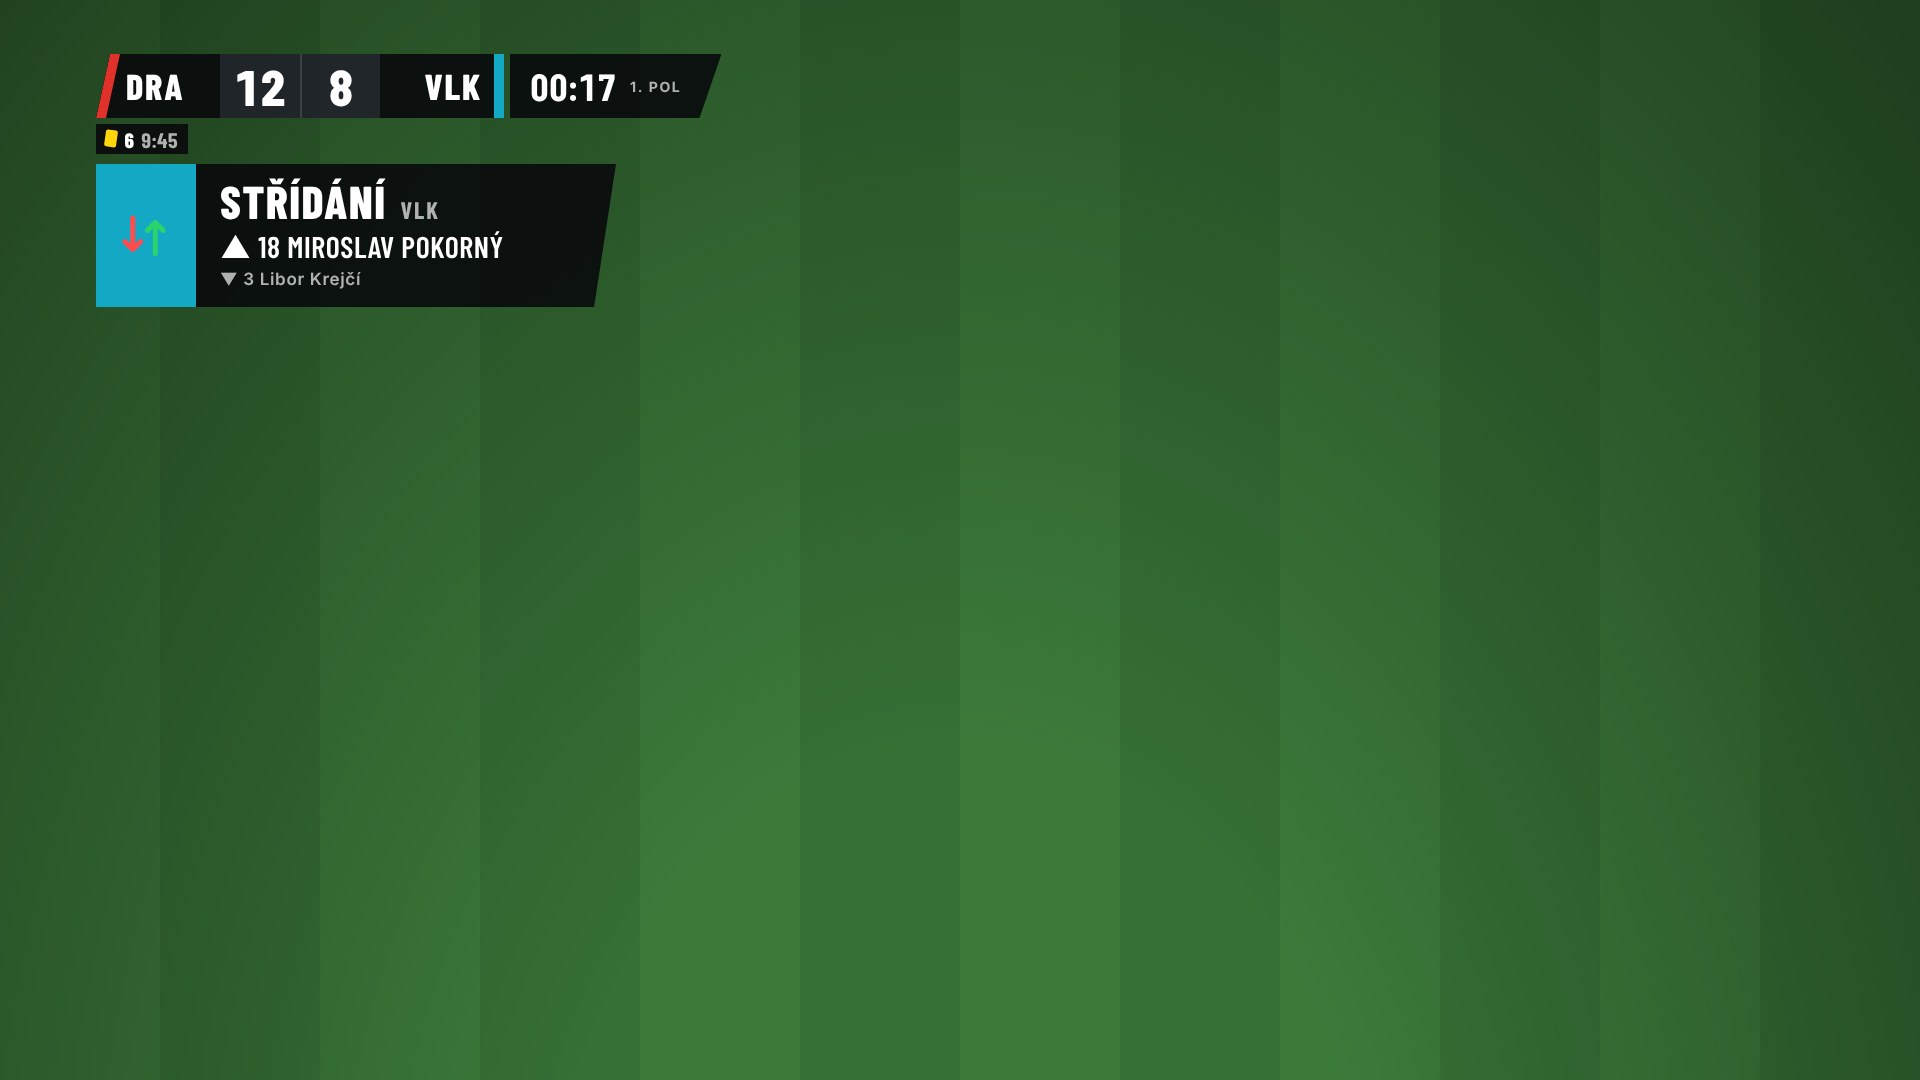 DRA 12 8 VLK 00:17 1. POL
6 9:45
STŘÍDÁNÍ VLK
▲ 18 MIROSLAV POKORNÝ
▼ 3 Libor Krejčí